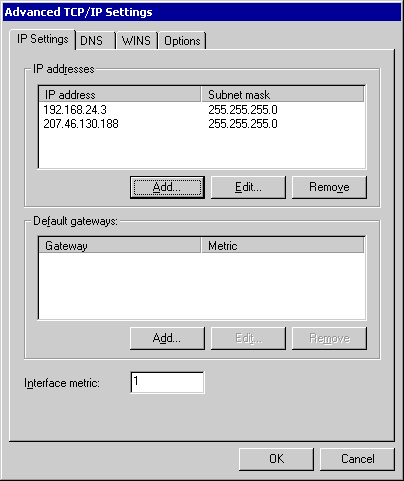 Advanced TCP/IP Settings
IP Settings DNS WINS Options
IP addresses
IP address Subnet mask
192.168.24.3 255.255.255.0
207.46.130.188 255.255.255.0
Add... Edit... Remove
Default gateways:
Gateway Metric
Add... Edit... Remove
Interface metric: 1
OK Cancel